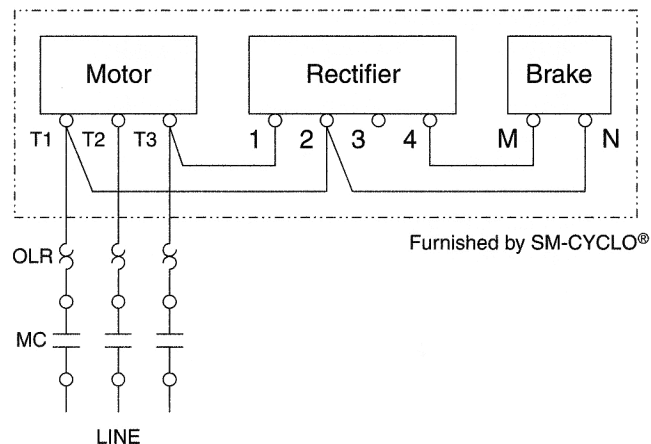 Motor Rectifier Brake
T1 T2 T3 1 2 3 4 M N
Furnished by SM-CYCLO®
OLR
MC
LINE